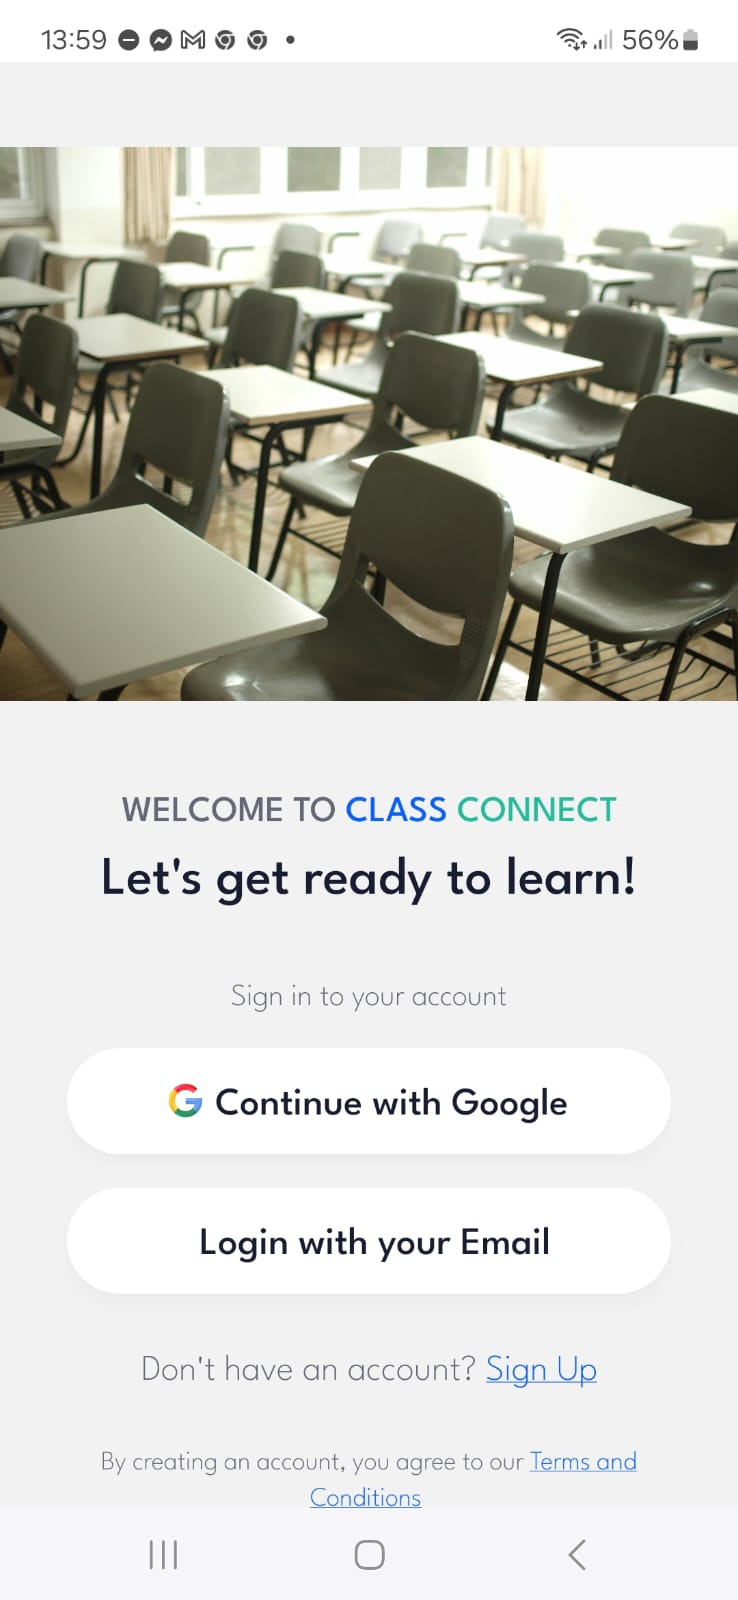 13:59 56%
WELCOME TO CLASS CONNECT
Let's get ready to learn!
Sign in to your account
Continue with Google
Login with your Email
Don't have an account? Sign Up
By creating an account, you agree to our Terms and
Conditions